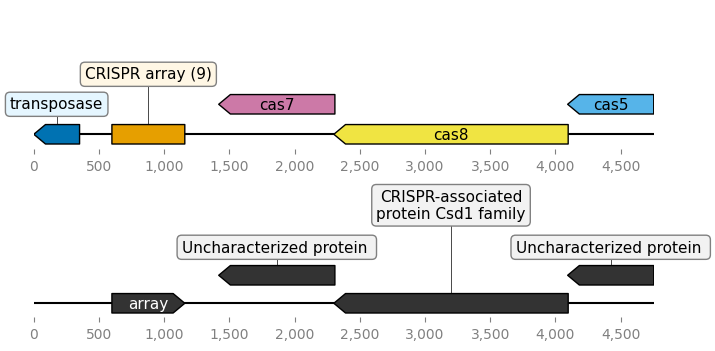 CRISPR array (9)
transposase
cas7
cas5
cas8
0 500 1,000 1,500 2,000 2,500 3,000 3,500 4,000 4,500
CRISPR-associated
protein Csd1 family
Uncharacterized protein
Uncharacterized protein
array
0 500 1,000 1,500 2,000 2,500 3,000 3,500 4,000 4,500